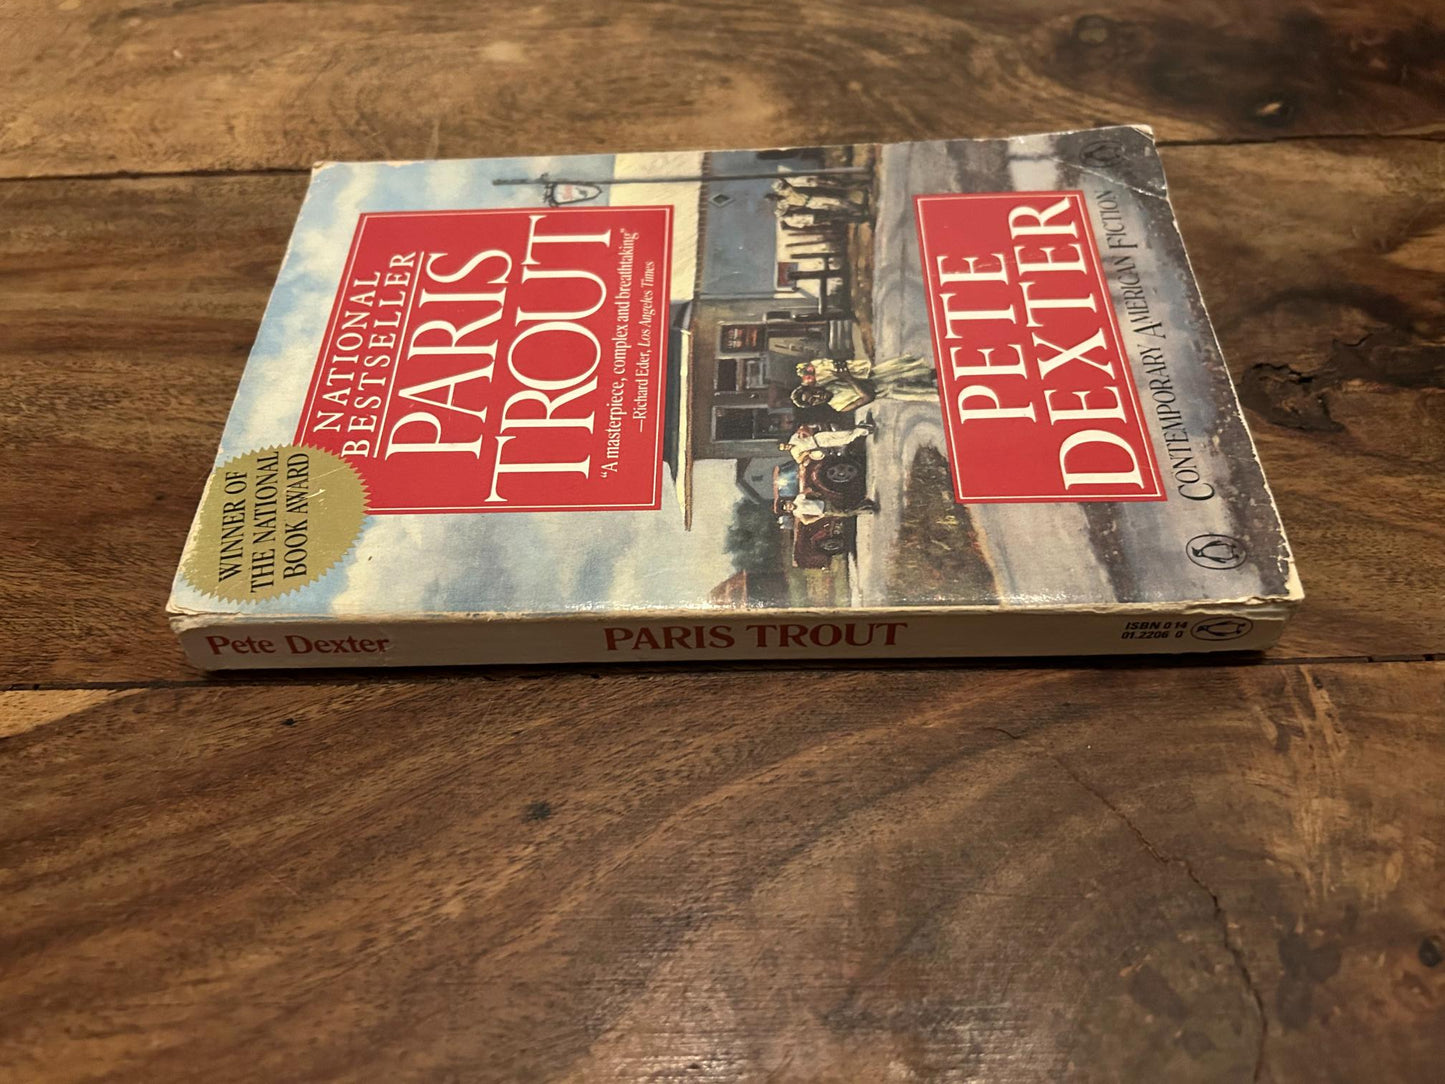 NATIONAL
BESTSELLER
PARIS
TROUT
“A masterpiece, complex and breathtaking”
—Richard Eder, Los Angeles Times
WINNER OF
THE NATIONAL
BOOK AWARD
PETE
DEXTER
CONTEMPORARY AMERICAN FICTION
Pete Dexter
PARIS TROUT
ISBN 0 14
01.2206 0